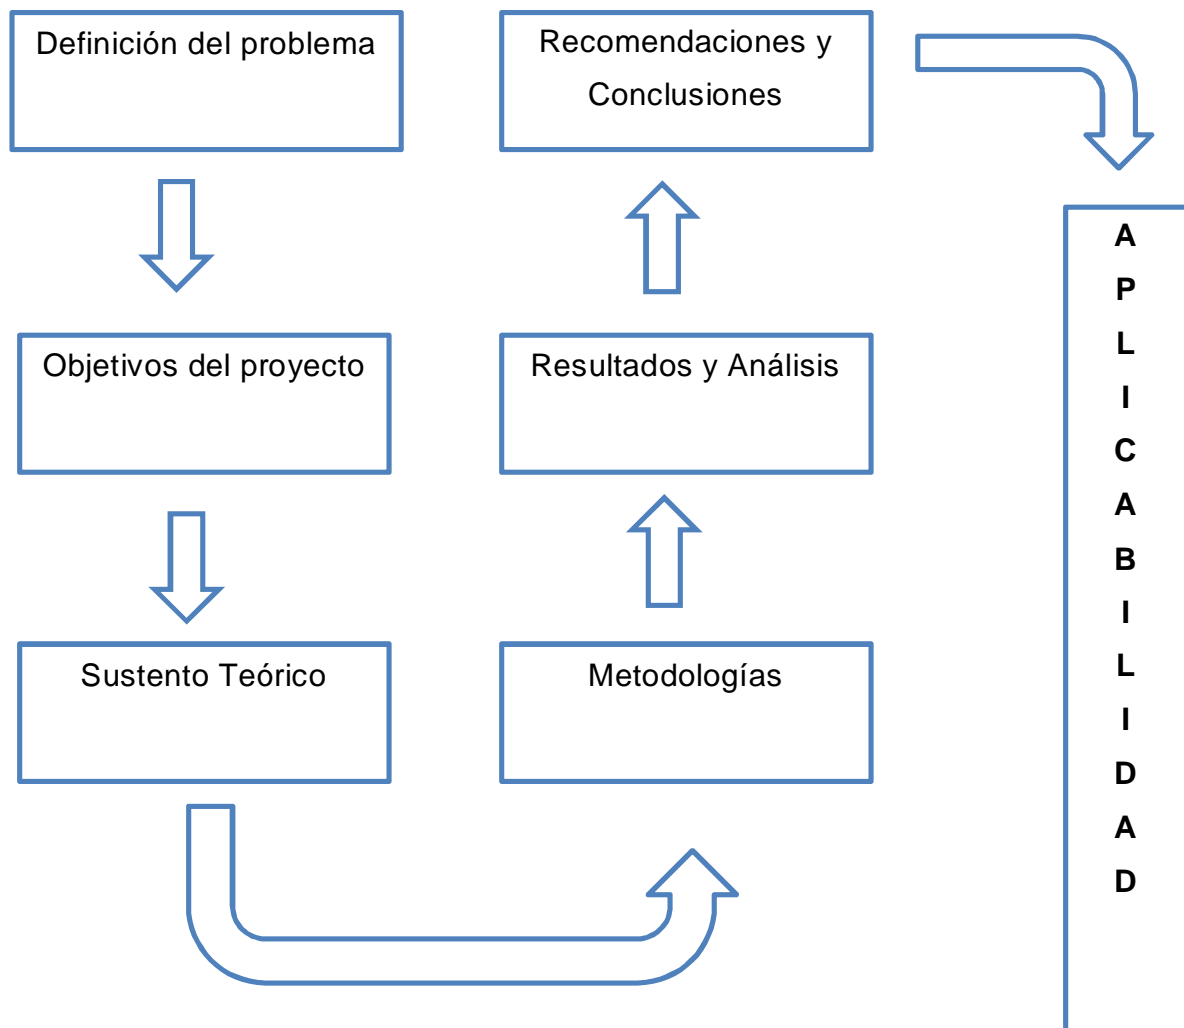 Definición del problema
Objetivos del proyecto
Sustento Teórico
Metodologías
Resultados y Análisis
Recomendaciones y
Conclusiones
A
P
L
I
C
A
B
I
L
I
D
A
D